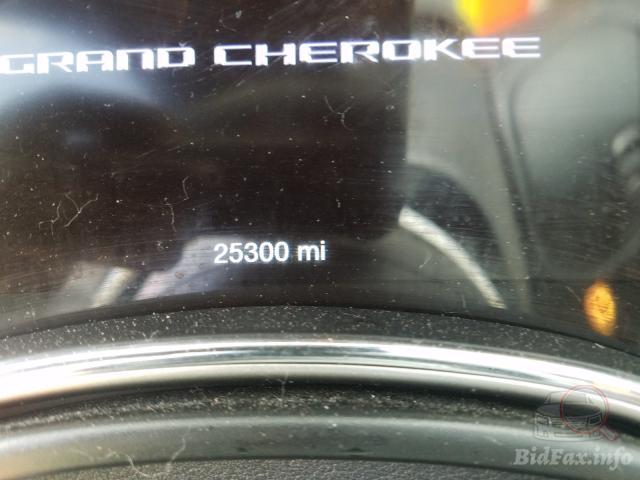 GRAND CHEROKEE
25300 mi
BidFax.info